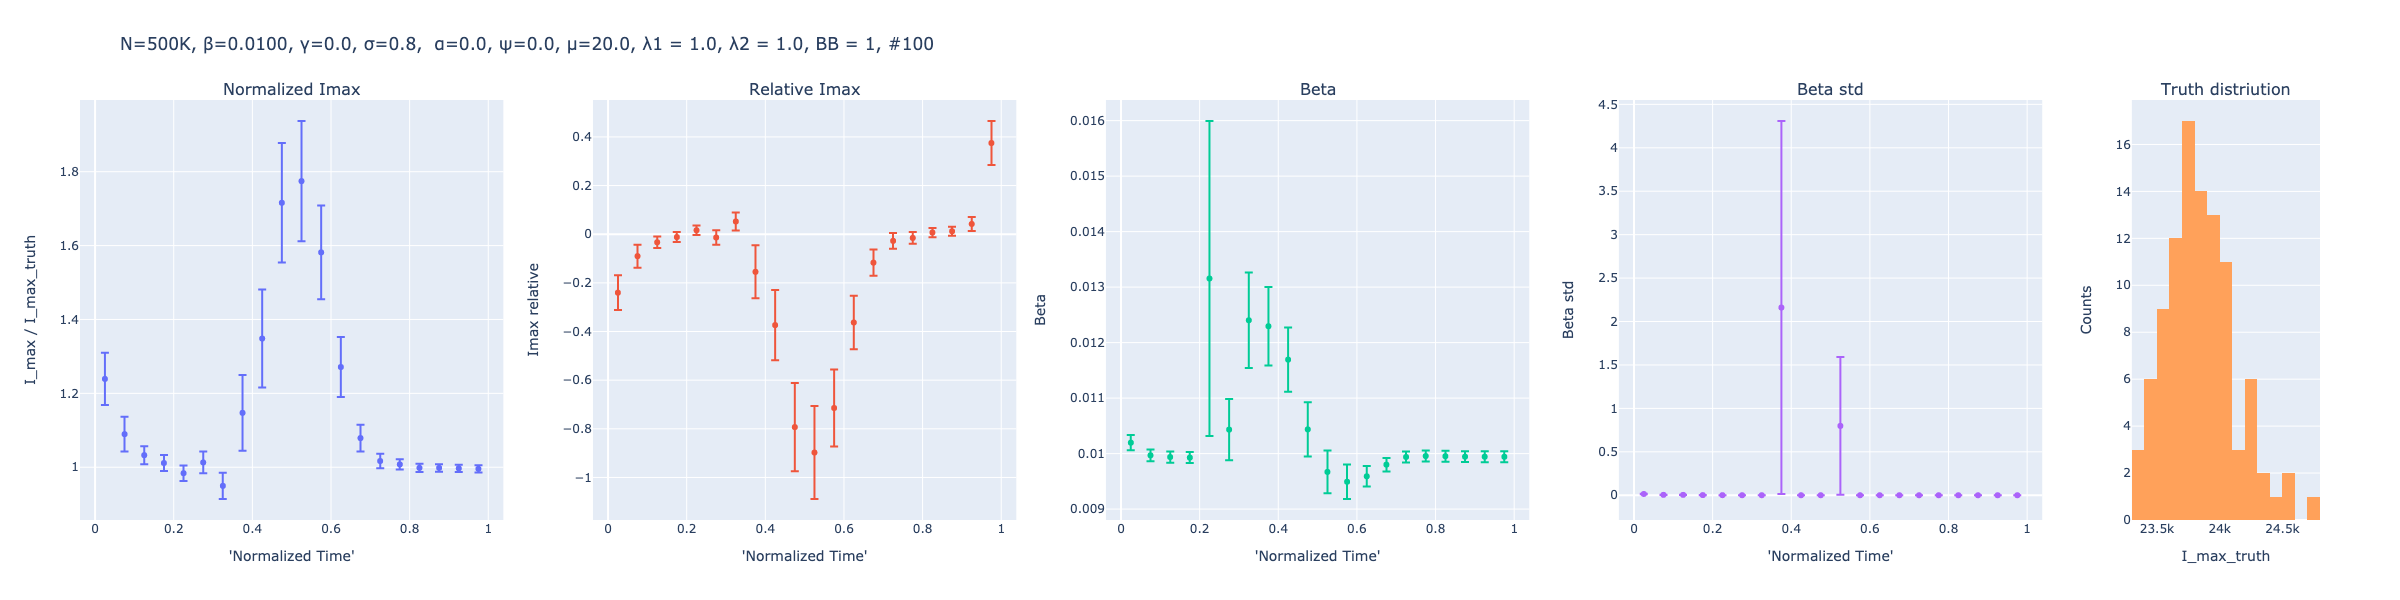 N=500K, β=0.0100, γ=0.0, σ=0.8,  α=0.0, ψ=0.0, μ=20.0, λ1 = 1.0, λ2 = 1.0, BB = 1, #100
Normalized Imax
I_max / I_max_truth
1.8
1.6
1.4
1.2
1
0 0.2 0.4 0.6 0.8 1
'Normalized Time'
Relative Imax
Imax relative
0.4
0.2
0
−0.2
−0.4
−0.6
−0.8
−1
0 0.2 0.4 0.6 0.8 1
'Normalized Time'
Beta
Beta
0.016
0.015
0.014
0.013
0.012
0.011
0.01
0.009
0 0.2 0.4 0.6 0.8 1
'Normalized Time'
Beta std
Beta std
4.5
4
3.5
3
2.5
2
1.5
1
0.5
0
0 0.2 0.4 0.6 0.8 1
'Normalized Time'
Truth distriution
Counts
16
14
12
10
8
6
4
2
0
23.5k 24k 24.5k
I_max_truth